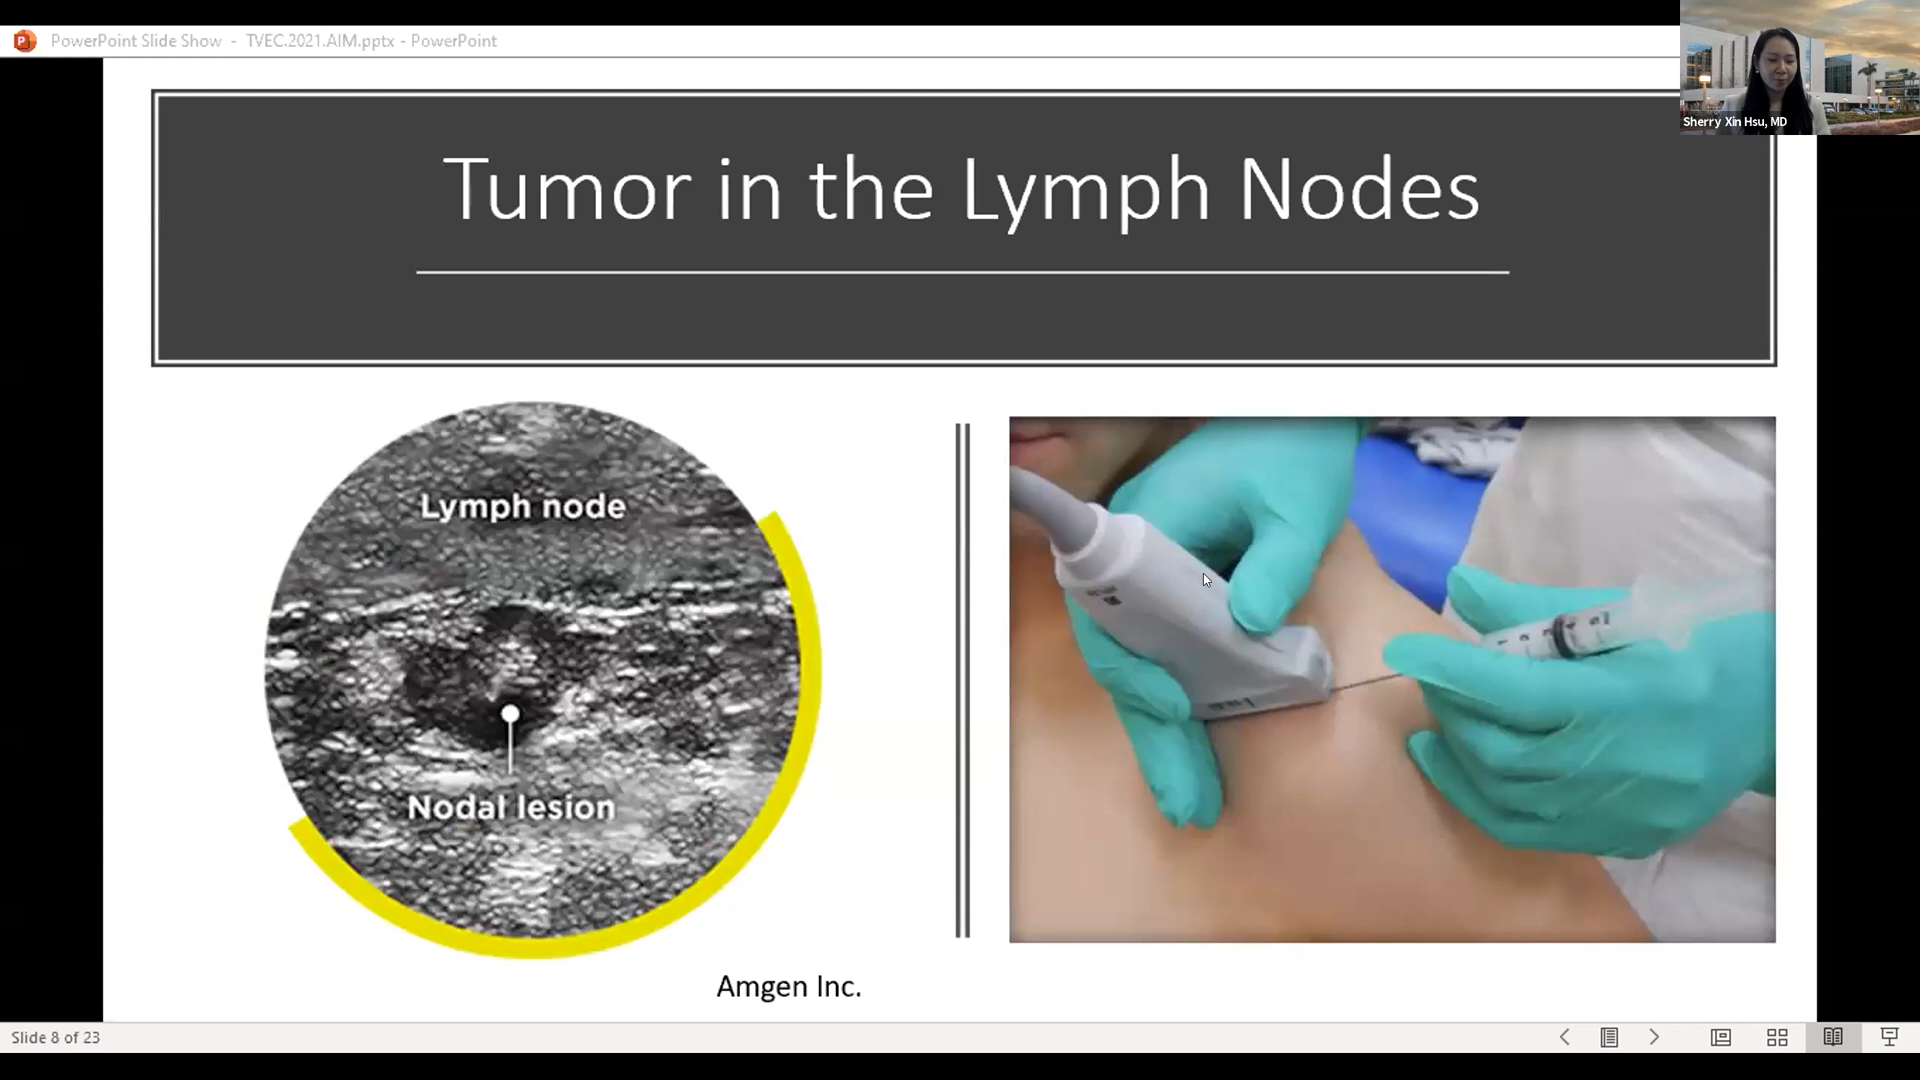 PowerPoint Slide Show - TVEC.2021.AIM.pptx - PowerPoint
Sherry Xin Hsu, MD
Tumor in the Lymph Nodes
Lymph node
Nodal lesion
Amgen Inc.
Slide 8 of 23